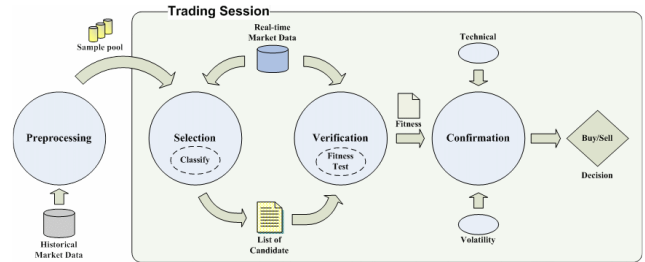 Trading Session
Sample pool
Real-time
Market Data
Technical
Preprocessing
Selection
Classify
Verification
Fitness
Test
Fitness
Confirmation
Buy/Sell
Decision
Historical
Market Data
List of
Candidate
Volatility